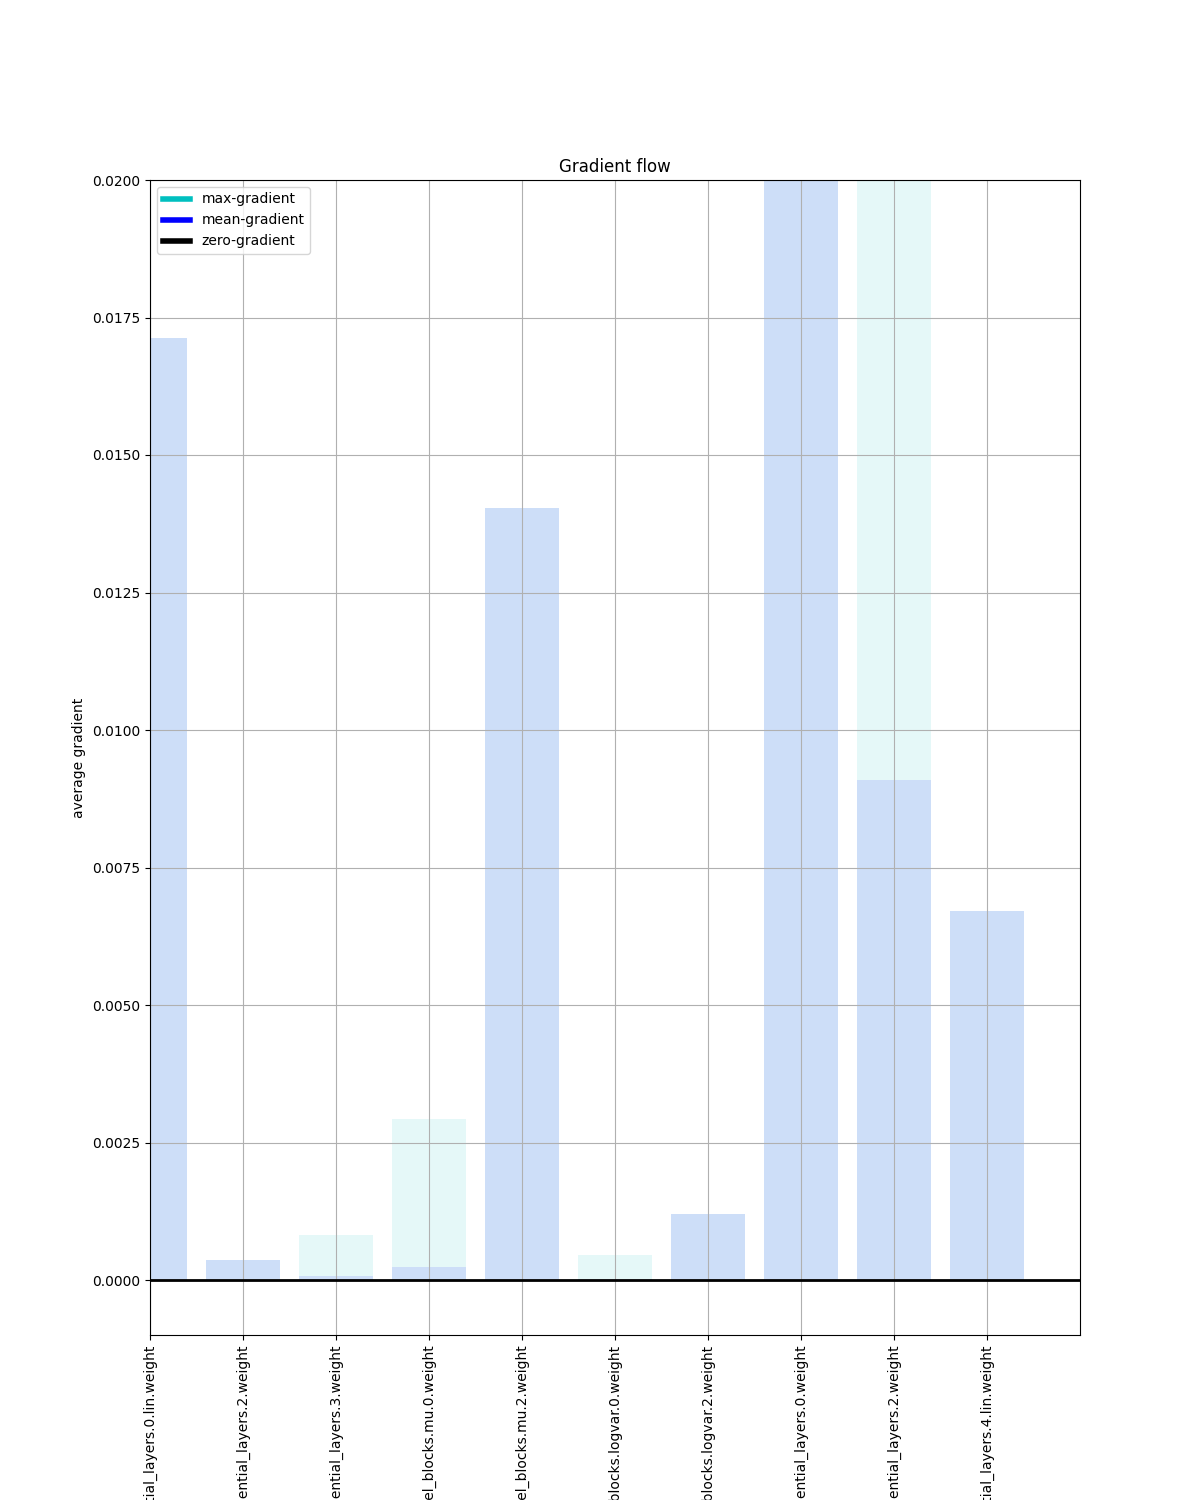 Gradient flow
max-gradient
mean-gradient
zero-gradient
0.0200
0.0175
0.0150
0.0125
0.0100
0.0075
0.0050
0.0025
0.0000
average gradient
tial_layers.0.lin.weight
ential_layers.2.weight
ential_layers.3.weight
el_blocks.mu.0.weight
el_blocks.mu.2.weight
blocks.logvar.0.weight
blocks.logvar.2.weight
ential_layers.0.weight
ential_layers.2.weight
tial_layers.4.lin.weight